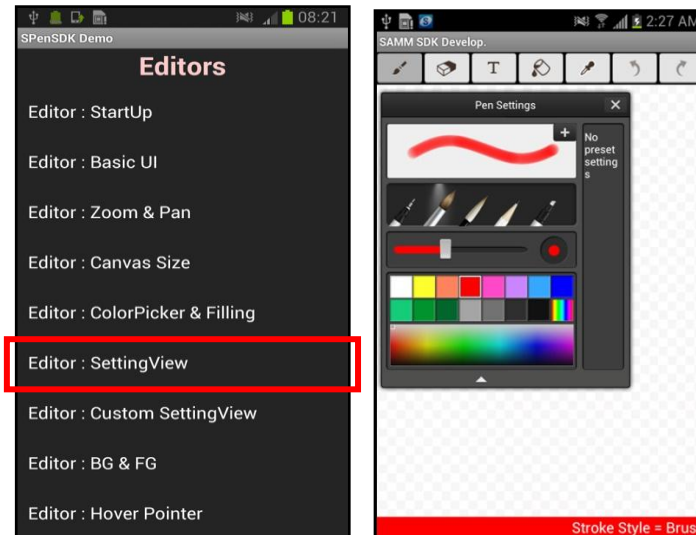 08:21
SPenSDK Demo
Editors
Editor : StartUp
Editor : Basic UI
Editor : Zoom & Pan
Editor : Canvas Size
Editor : ColorPicker & Filling
Editor : SettingView
Editor : Custom SettingView
Editor : BG & FG
Editor : Hover Pointer
2:27 AM
SAMM SDK Develop.
T
Pen Settings
No
preset
setting
s
Stroke Style = Brus